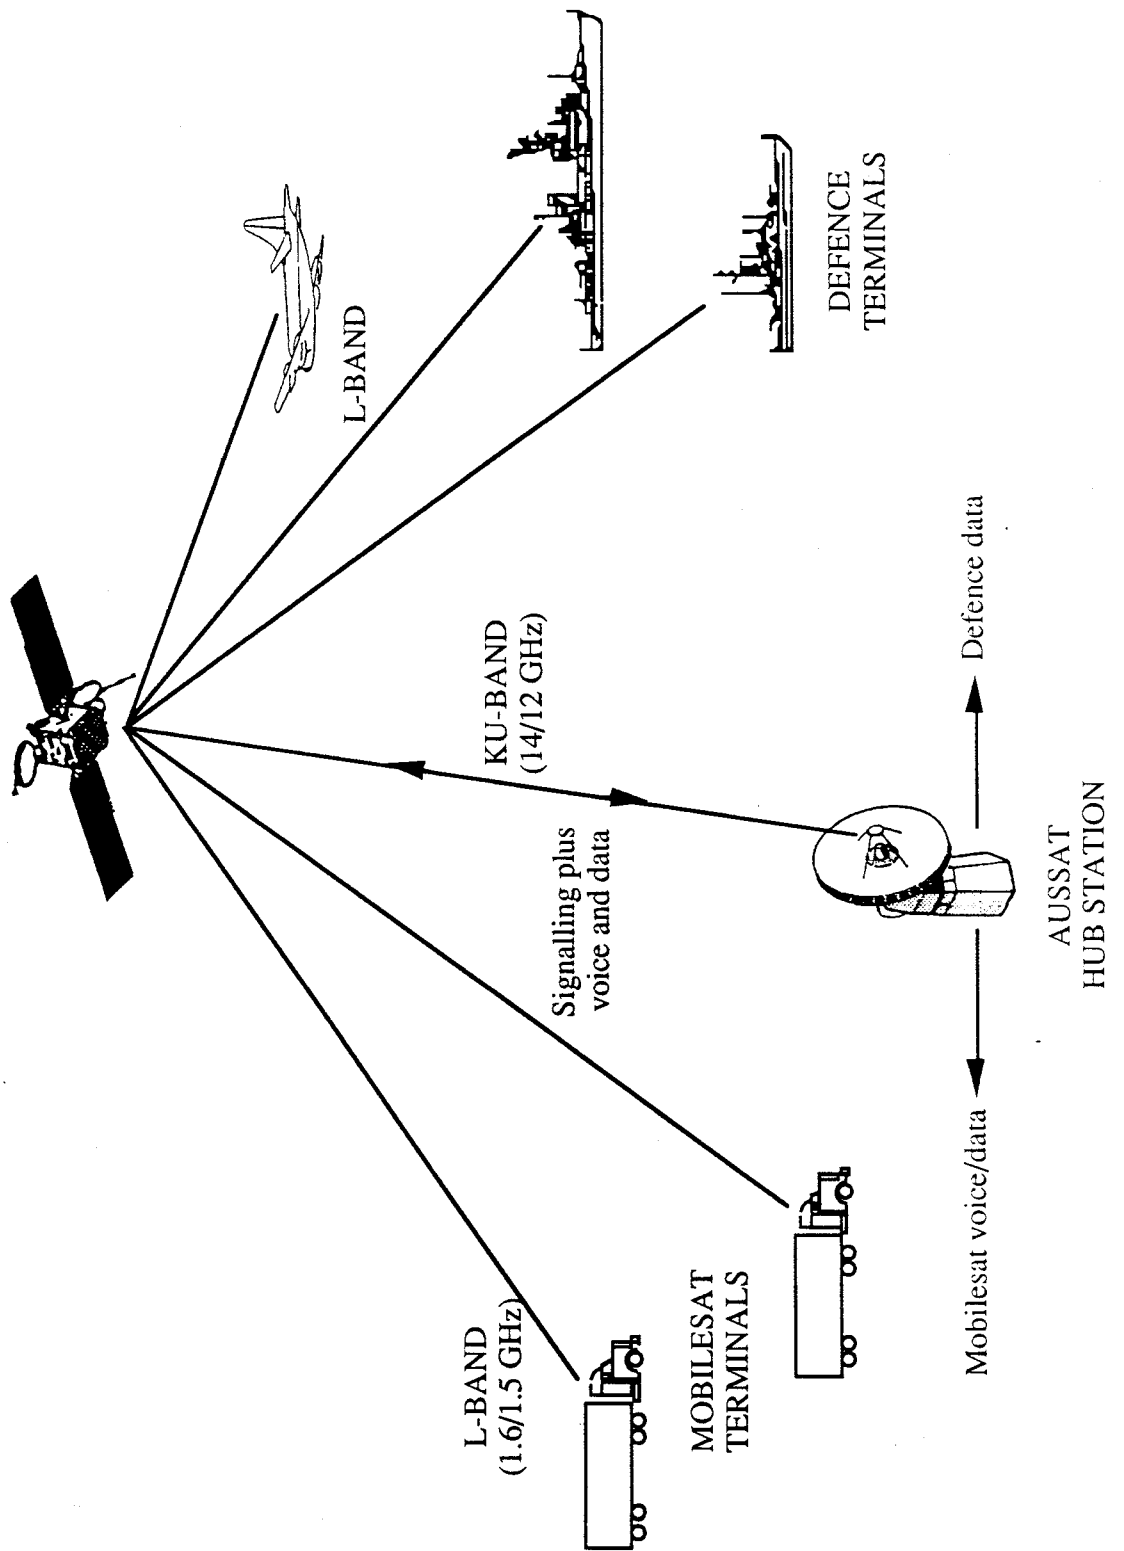 L-BAND
(1.6/1.5 GHz)
MOBILESAT
TERMINALS
Signalling plus
voice and data
KU-BAND
(14/12 GHz)
L-BAND
DEFENCE
TERMINALS
Mobilesat voice/data
Defence data
AUSSAT
HUB STATION